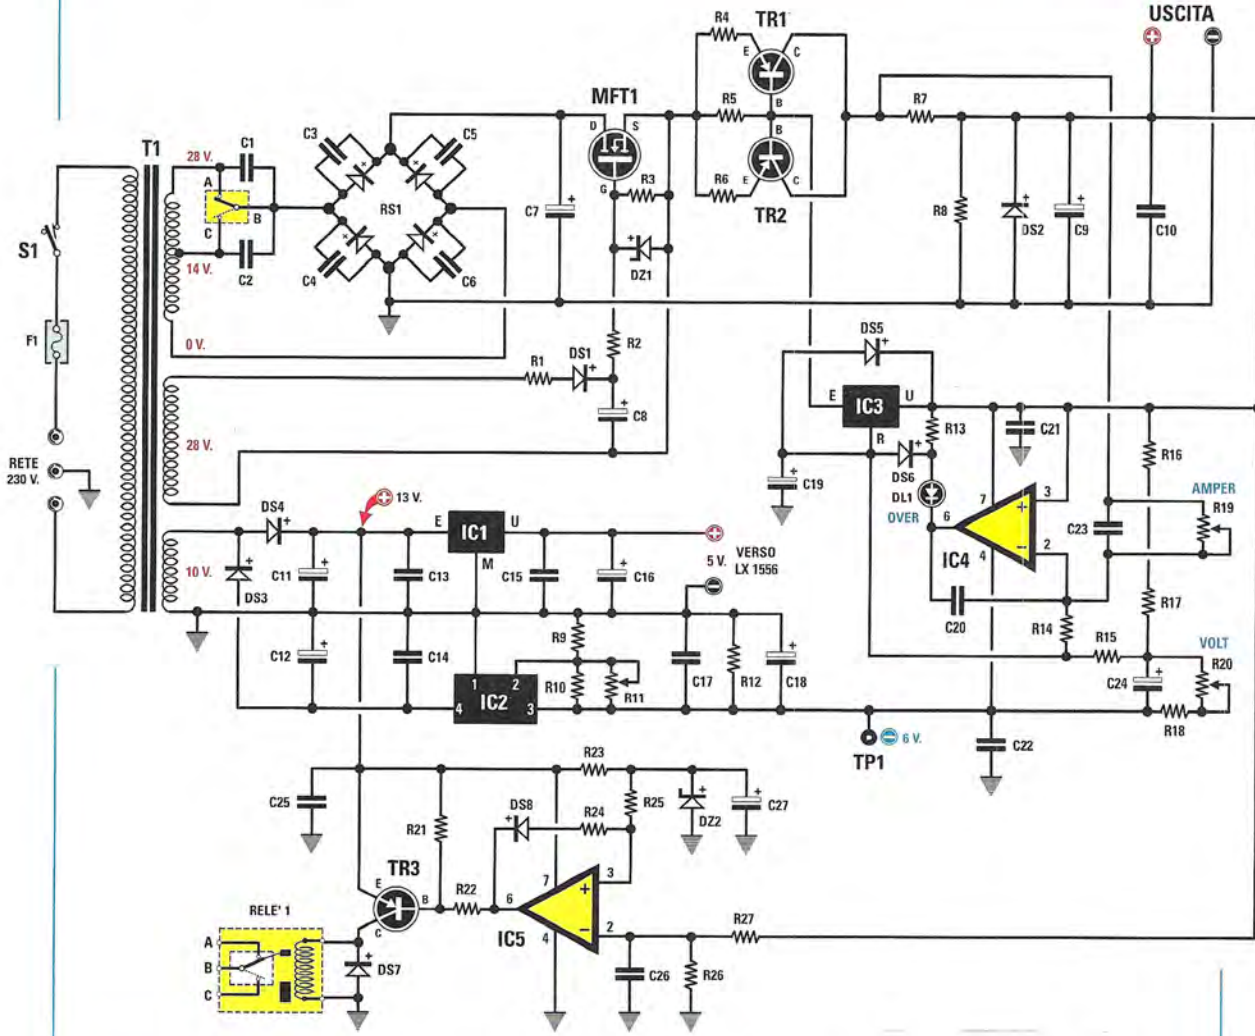 USCITA
R4
TR1
E
C
MFT1
R5
B
R7
D
S
B
C3
C5
T1
28 V.
C1
A
B
C
RS1
G
R3
C7
E
C
R6
TR2
R8
DS2
C9
C10
S1
14 V.
C2
C4
C6
DZ1
F1
0 V.
R2
R1
DS1
DS5
C8
E
IC3
U
R
R13
C21
R16
28 V.
RETE
230 V.
DS6
DL1
OVER
C19
7
3
6
2
4
IC4
AMPER
R19
C23
13 V.
DS4
E
IC1
U
M
5 V.
VERSO
LX 1556
10 V.
DS3
C11
C13
C15
C16
C20
R14
R17
R15
VOLT
R20
C12
C14
R9
R10
R11
C17
R12
C18
C24
R18
1
2
4
IC2
3
TP1
6 V.
C22
R23
C25
R21
DS8
R24
R25
DZ2
C27
TR3
E
B
C
R22
7
3
6
2
4
IC5
R27
RELE' 1
A
B
C
DS7
C26
R26